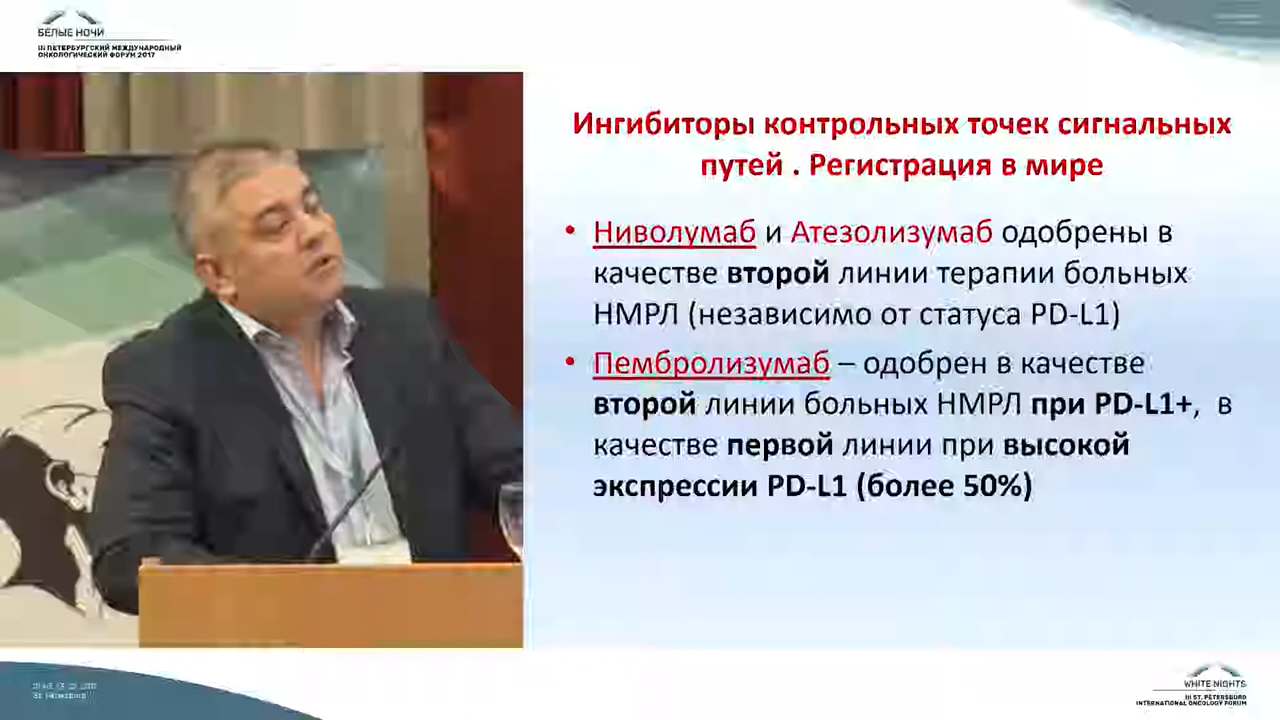 БЕЛЫЕ НОЧИ
III ПЕТЕРБУРГСКИЙ МЕЖДУНАРОДНЫЙ
ОНКОЛОГИЧЕСКИЙ ФОРУМ 2017
Ингибиторы контрольных точек сигнальных
путей . Регистрация в мире
• Ниволумаб и Атезолизумаб одобрены в
качестве второй линии терапии больных
НМРЛ (независимо от статуса PD-L1)
• Пембролизумаб – одобрен в качестве
второй линии больных НМРЛ при PD-L1+, в
качестве первой линии при высокой
экспрессии PD-L1 (более 50%)
WHITE NIGHTS
III ST. PETERSBURG
INTERNATIONAL ONCOLOGY FORUM